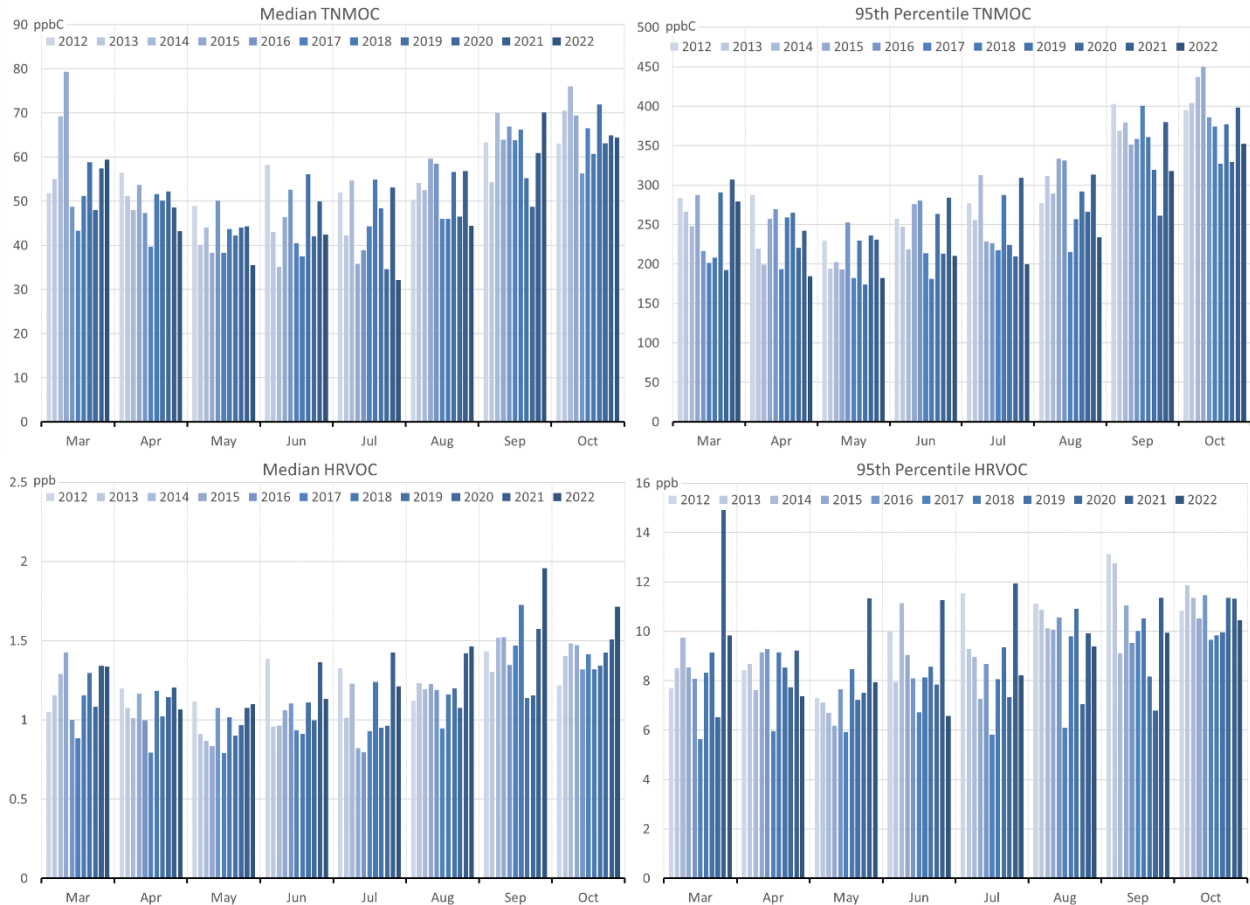 Median TNMOC
ppbC
2012 2013 2014 2015 2016 2017 2018 2019 2020 2021 2022
90
80
70
60
50
40
30
20
10
0
Mar Apr May Jun Jul Aug Sep Oct
95th Percentile TNMOC
ppbC
2012 2013 2014 2015 2016 2017 2018 2019 2020 2021 2022
500
450
400
350
300
250
200
150
100
50
0
Mar Apr May Jun Jul Aug Sep Oct
Median HRVOC
ppb
2012 2013 2014 2015 2016 2017 2018 2019 2020 2021 2022
2.5
2
1.5
1
0.5
0
Mar Apr May Jun Jul Aug Sep Oct
95th Percentile HRVOC
ppb
2012 2013 2014 2015 2016 2017 2018 2019 2020 2021 2022
16
14
12
10
8
6
4
2
0
Mar Apr May Jun Jul Aug Sep Oct